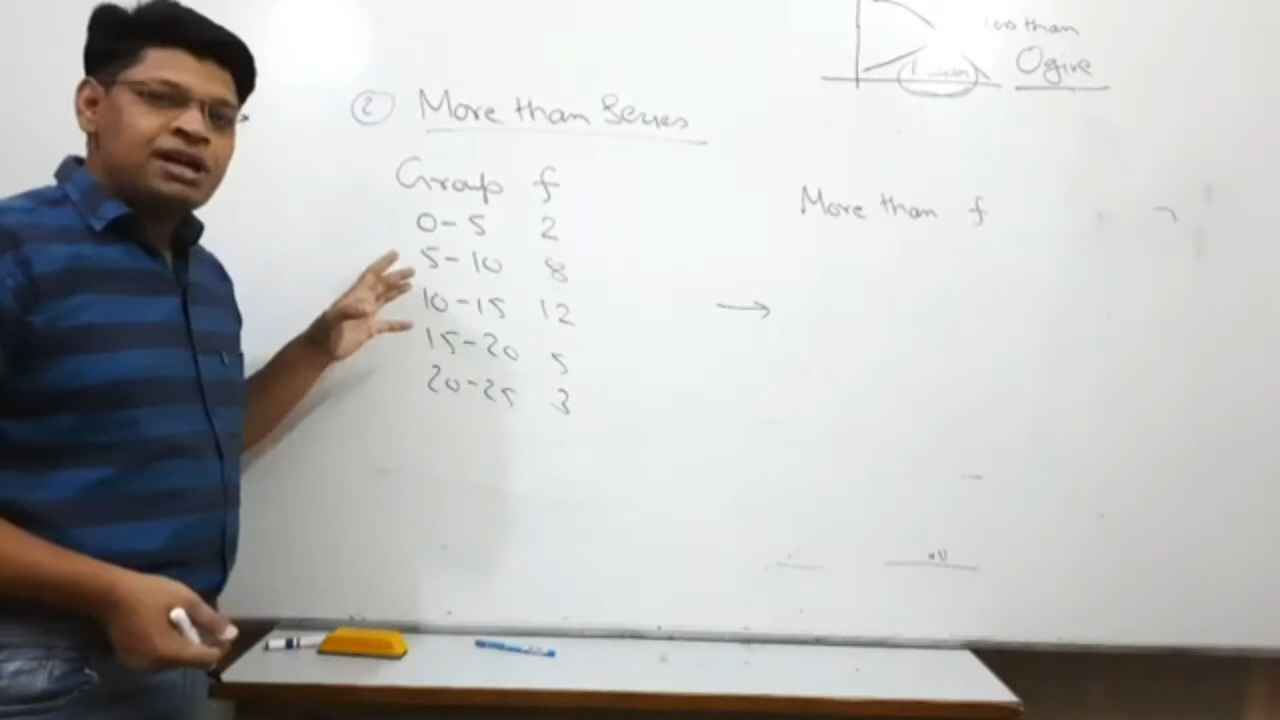 than
Ogive
② More than Series
Group f
0-5 2
5-10 8
10-15 12
15-20 5
20-25 3
→
More than f